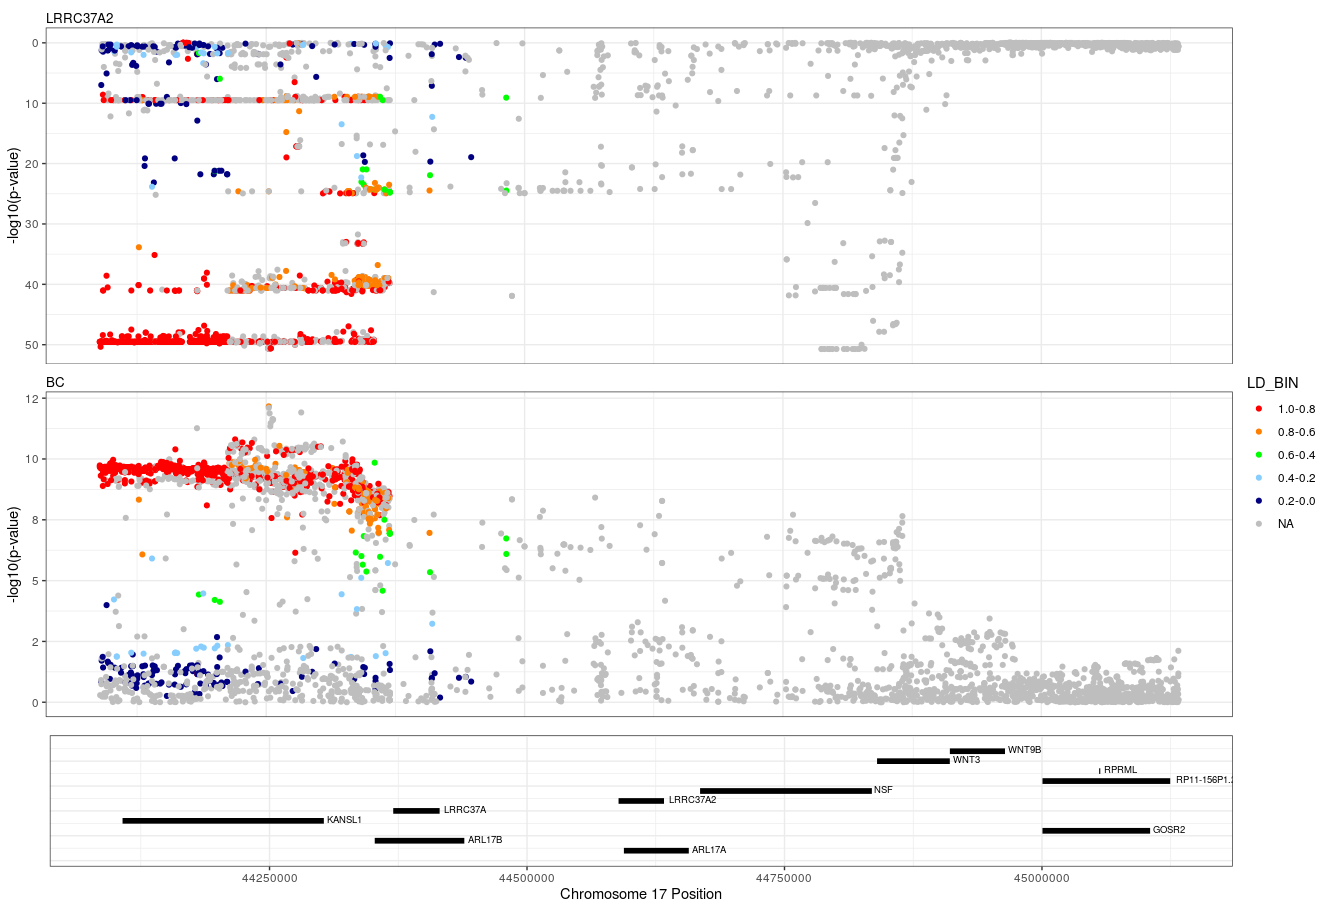 LRRC37A2
0
10
20
30
40
50
-log10(p-value)
BC
12
10
8
5
2
0
-log10(p-value)
LD_BIN
1.0-0.8
0.8-0.6
0.6-0.4
0.4-0.2
0.2-0.0
NA
WNT9B
WNT3
RPRML
RP11-156P1.
NSF
LRRC37A2
LRRC37A
KANSL1
GOSR2
ARL17B
ARL17A
44250000 44500000 44750000 45000000
Chromosome 17 Position